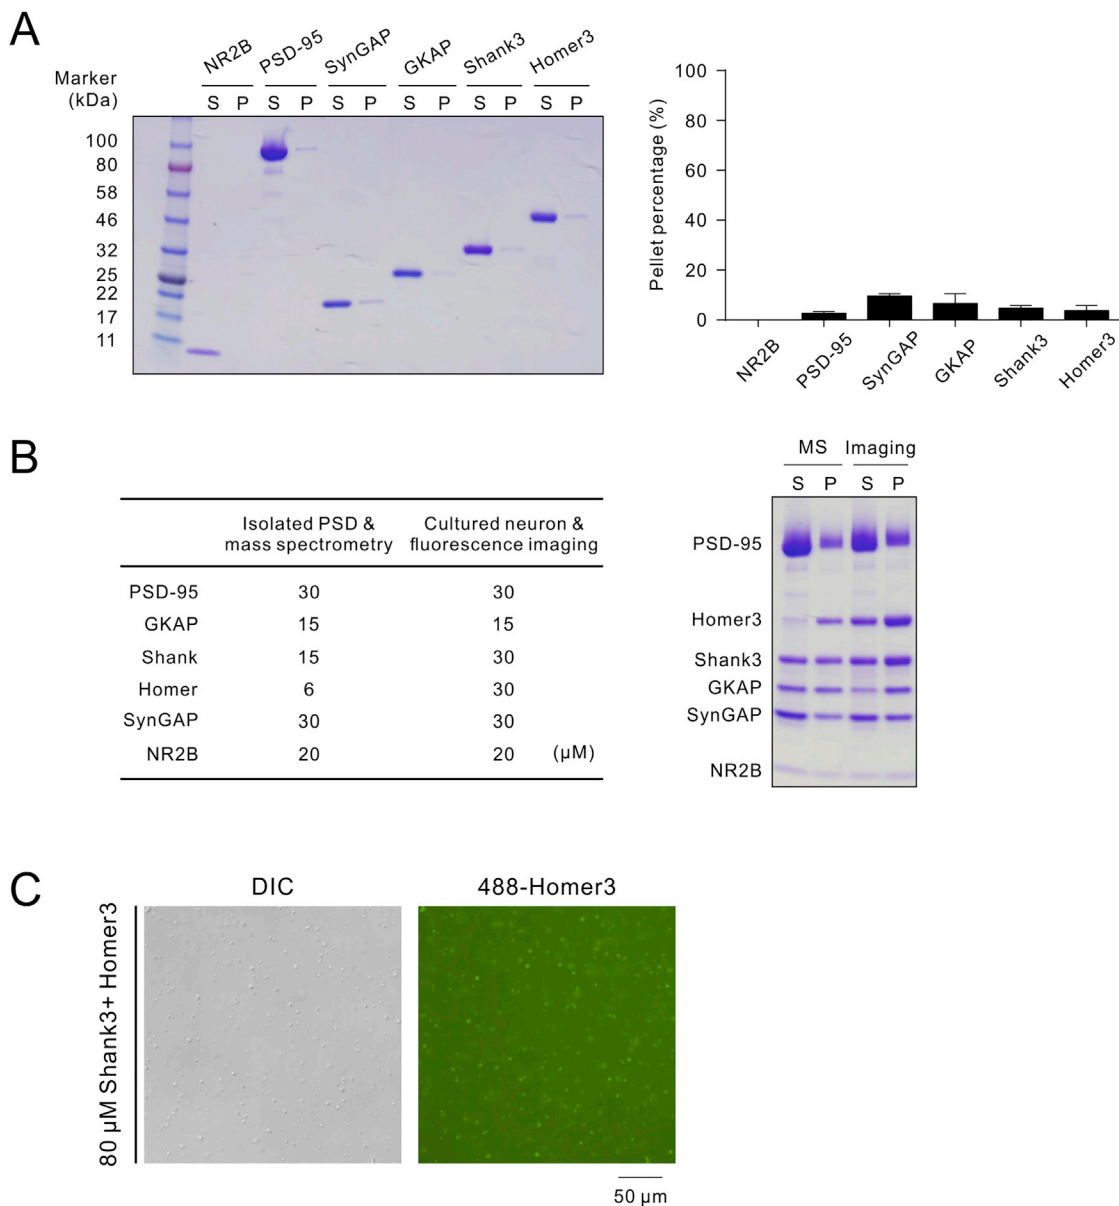 A
NR2B PSD-95 SynGAP GKAP Shank3 Homer3
Marker
(kDa)
S P S P S P S P S P S P
100
80
58
46
32
25
22
17
11
Pellet percentage (%)
100
80
60
40
20
0
NR2B PSD-95 SynGAP GKAP Shank3 Homer3
B
Isolated PSD & Cultured neuron &
mass spectrometry fluorescence imaging
PSD-95 30 30
GKAP 15 15
Shank 15 30
Homer 6 30
SynGAP 30 30
NR2B 20 20 (μM)
MS Imaging
S P S P
PSD-95
Homer3
Shank3
GKAP
SynGAP
NR2B
C
DIC 488-Homer3
80 μM Shank3+ Homer3
50 μm